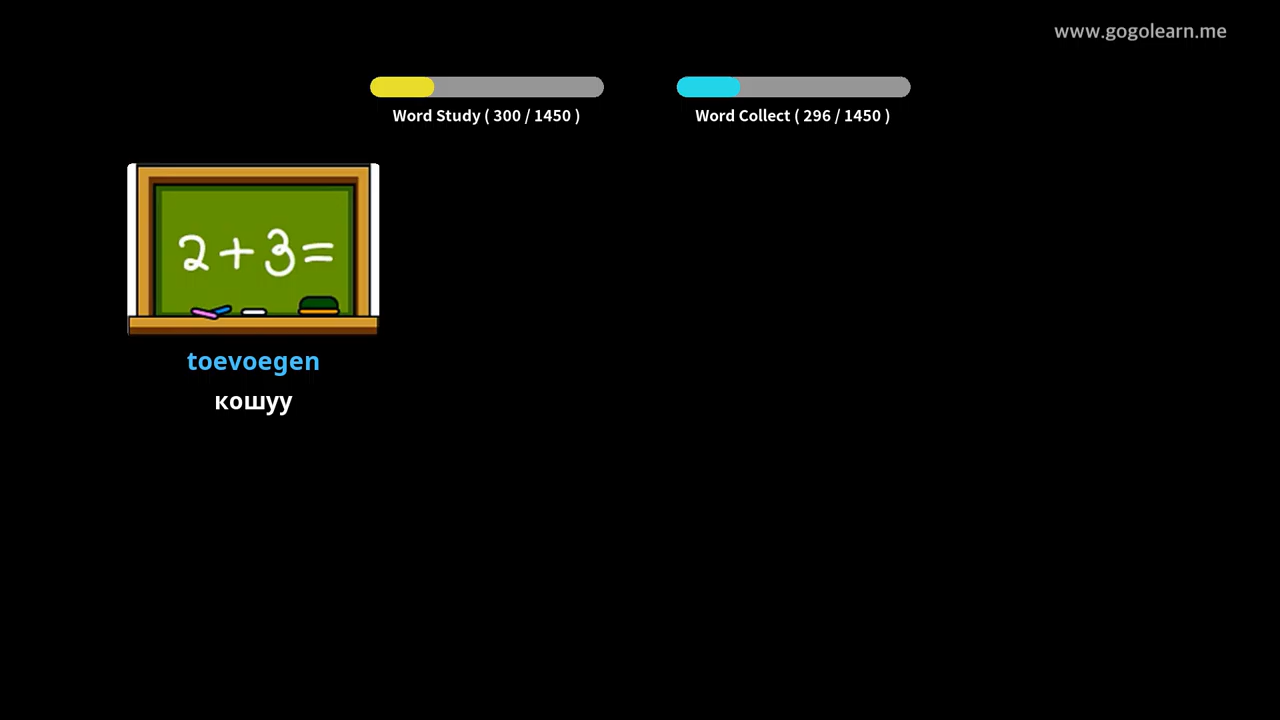 www.gogolearn.me
Word Study ( 300 / 1450 )
Word Collect ( 296 / 1450 )
2+3=
toevoegen
кошуу